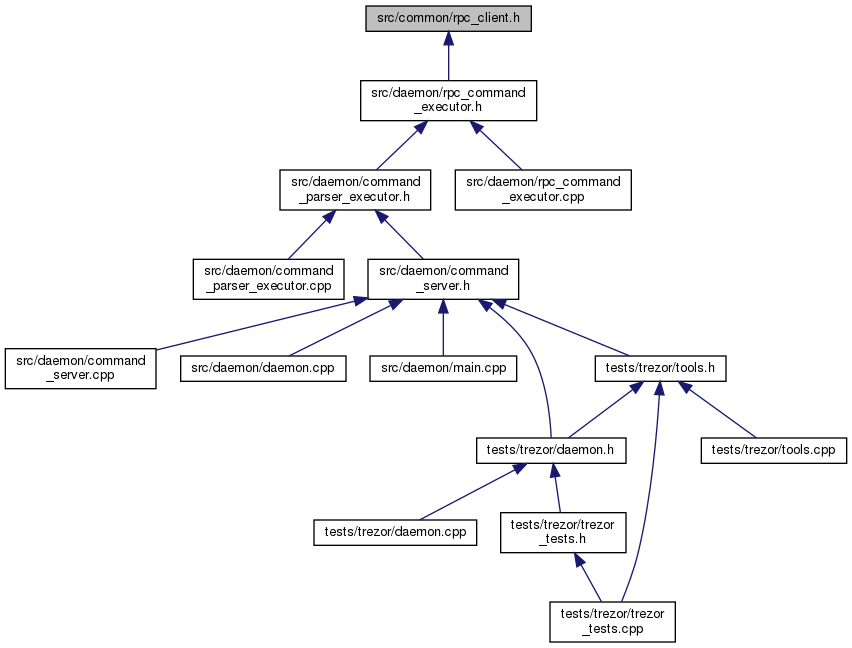 src/common/rpc_client.h
src/daemon/rpc_command
_executor.h
src/daemon/command
_parser_executor.h
src/daemon/rpc_command
_executor.cpp
src/daemon/command
_parser_executor.cpp
src/daemon/command
_server.h
src/daemon/command
_server.cpp
src/daemon/daemon.cpp
src/daemon/main.cpp
tests/trezor/tools.h
tests/trezor/daemon.h
tests/trezor/tools.cpp
tests/trezor/daemon.cpp
tests/trezor/trezor
_tests.h
tests/trezor/trezor
_tests.cpp